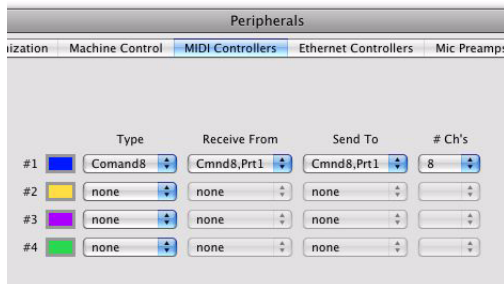 Peripherals
nization Machine Control MIDI Controllers Ethernet Controllers Mic Preamps
Type Receive From Send To # Ch's
#1 Comand8 Cmnd8,Prt1 Cmnd8,Prt1 8
#2 none none none
#3 none none none
#4 none none none